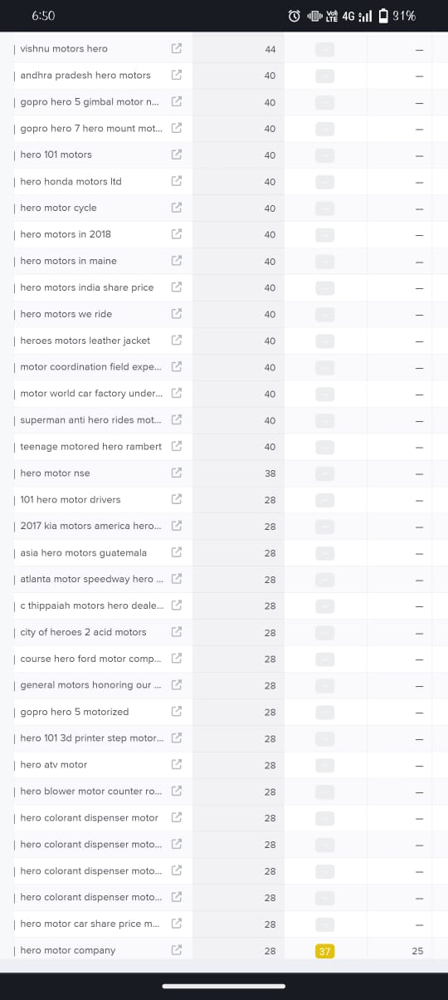 6:50 Voll LTE 4G 31%
| vishnu motors hero 44 —
| andhra pradesh hero motors 40 —
| gopro hero 5 gimbal motor n... 40 —
| gopro hero 7 hero mount mot... 40 —
| hero 101 motors 40 —
| hero honda motors ltd 40 —
| hero motor cycle 40 —
| hero motors in 2018 40 —
| hero motors in maine 40 —
| hero motors india share price 40 —
| hero motors we ride 40 —
| heroes motors leather jacket 40 —
| motor coordination field expe... 40 —
| motor world car factory under... 40 —
| superman anti hero rides mot... 40 —
| teenage motored hero rambert 40 —
| hero motor nse 38 —
| 101 hero motor drivers 28 —
| 2017 kia motors america hero... 28 —
| asia hero motors guatemala 28 —
| atlanta motor speedway hero ... 28 —
| c thippaiah motors hero deale... 28 —
| city of heroes 2 acid motors 28 —
| course hero ford motor comp... 28 —
| general motors honoring our ... 28 —
| gopro hero 5 motorized 28 —
| hero 101 3d printer step motor... 28 —
| hero atv motor 28 —
| hero blower motor counter ro... 28 —
| hero colorant dispenser motor 28 —
| hero colorant dispenser moto... 28 —
| hero colorant dispenser moto... 28 —
| hero colorant dispenser moto... 28 —
| hero motor car share price m... 28 —
| hero motor company 28 37 25